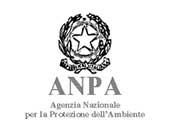 ANPA
Agenzia Nazionale
per la Protezione dell'Ambiente